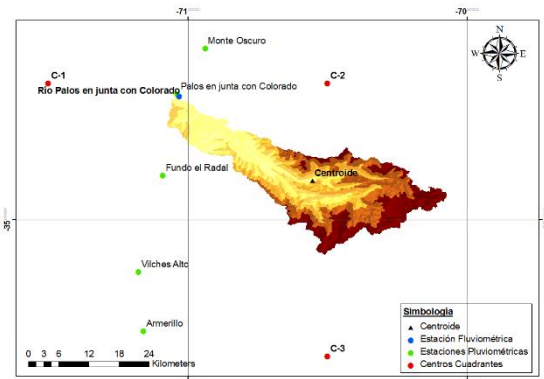 -71
-70
Monte Oscuro
N
W
E
S
C-1
C-2
Río Palos en junta con Colorado
Palos en junta con Colorado
Fundo el Radal
Centroide
-35
Vilches Alto
Armerillo
C-3
0 3 6 12 18 24
Kilometers
Simbología
Centroide
Estación Fluviométrica
Estaciones Pluviométricas
Centros Cuadrantes